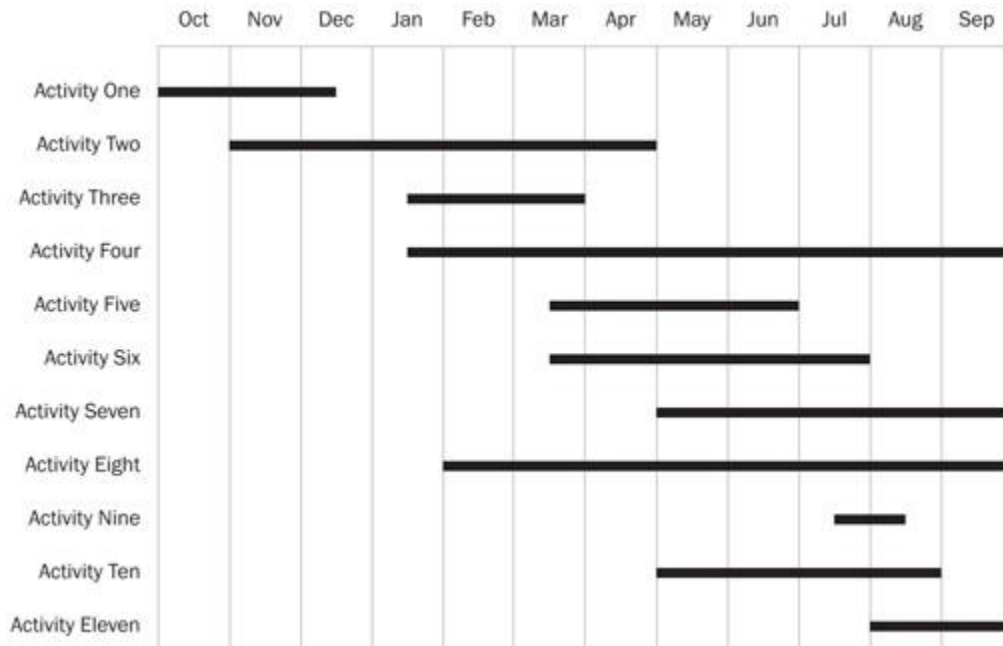 Oct Nov Dec Jan Feb Mar Apr May Jun Jul Aug Sep
Activity One
Activity Two
Activity Three
Activity Four
Activity Five
Activity Six
Activity Seven
Activity Eight
Activity Nine
Activity Ten
Activity Eleven